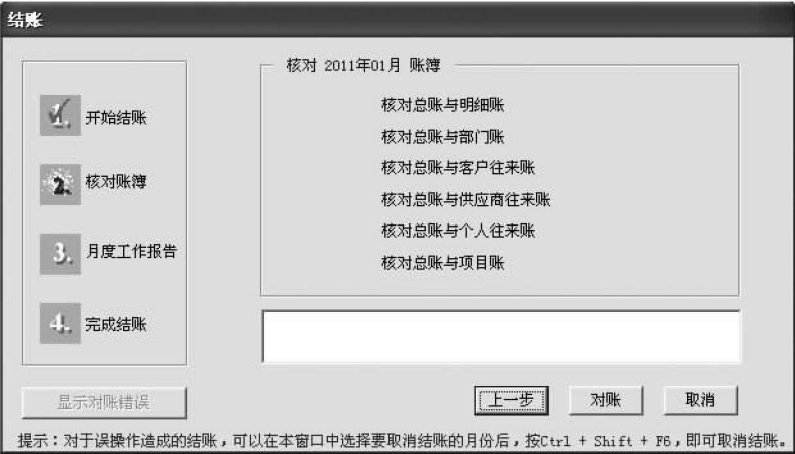 结账
1.
开始结账
2.
核对账簿
3.
月度工作报告
4.
完成结账
核对 2011年01月 账簿
核对总账与明细账
核对总账与部门账
核对总账与客户往来账
核对总账与供应商往来账
核对总账与个人往来账
核对总账与项目账
显示对账错误
上一步
对账
取消
提示：对于误操作造成的结账，可以在本窗口中选择要取消结账的月份后，按Ctrl + Shift + F6，即可取消结账。